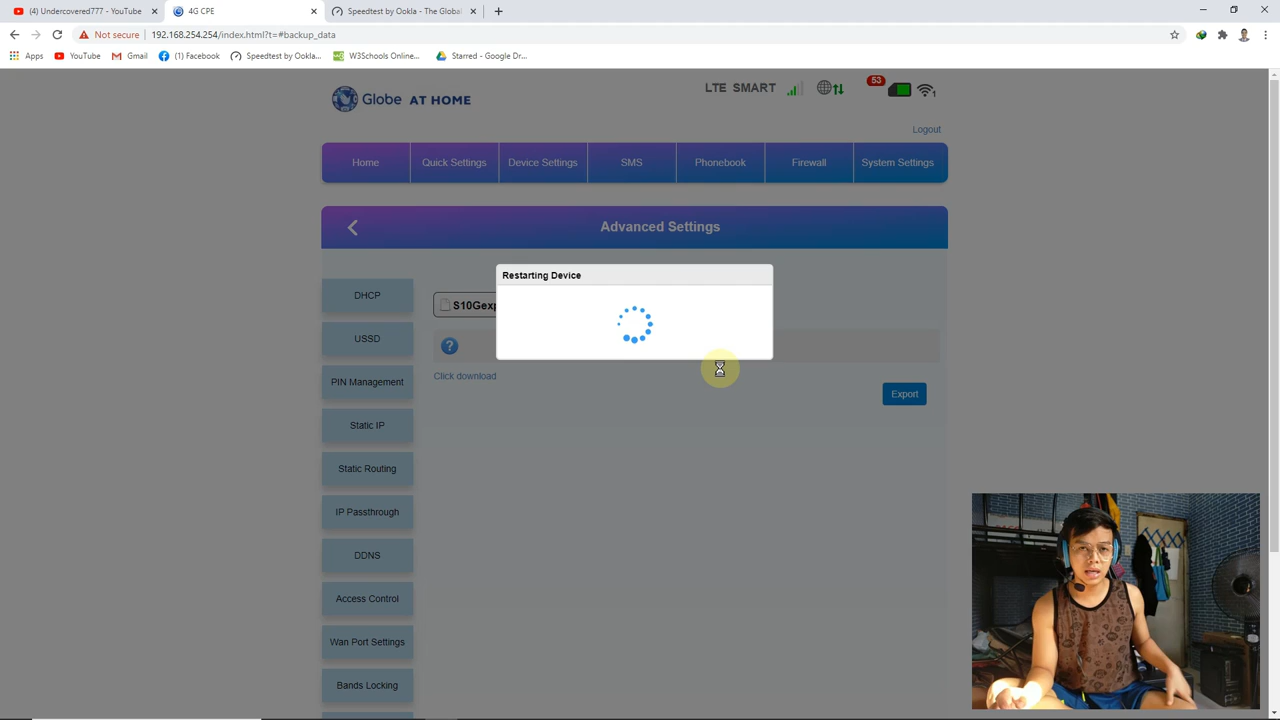 (4) Undercovered777 - YouTube
4G CPE
Speedtest by Ookla - The Global
Not secure
192.168.254.254/index.html?t=#backup_data
Apps
YouTube
Gmail
(1) Facebook
Speedtest by Ookla...
W3Schools Online...
Starred - Google Dr...
Globe AT HOME
LTE SMART
53
1
Logout
Home
Quick Settings
Device Settings
SMS
Phonebook
Firewall
System Settings
Advanced Settings
Restarting Device
DHCP
S10Gexp
USSD
?
Click download
PIN Management
Export
Static IP
Static Routing
IP Passthrough
DDNS
Access Control
Wan Port Settings
Bands Locking